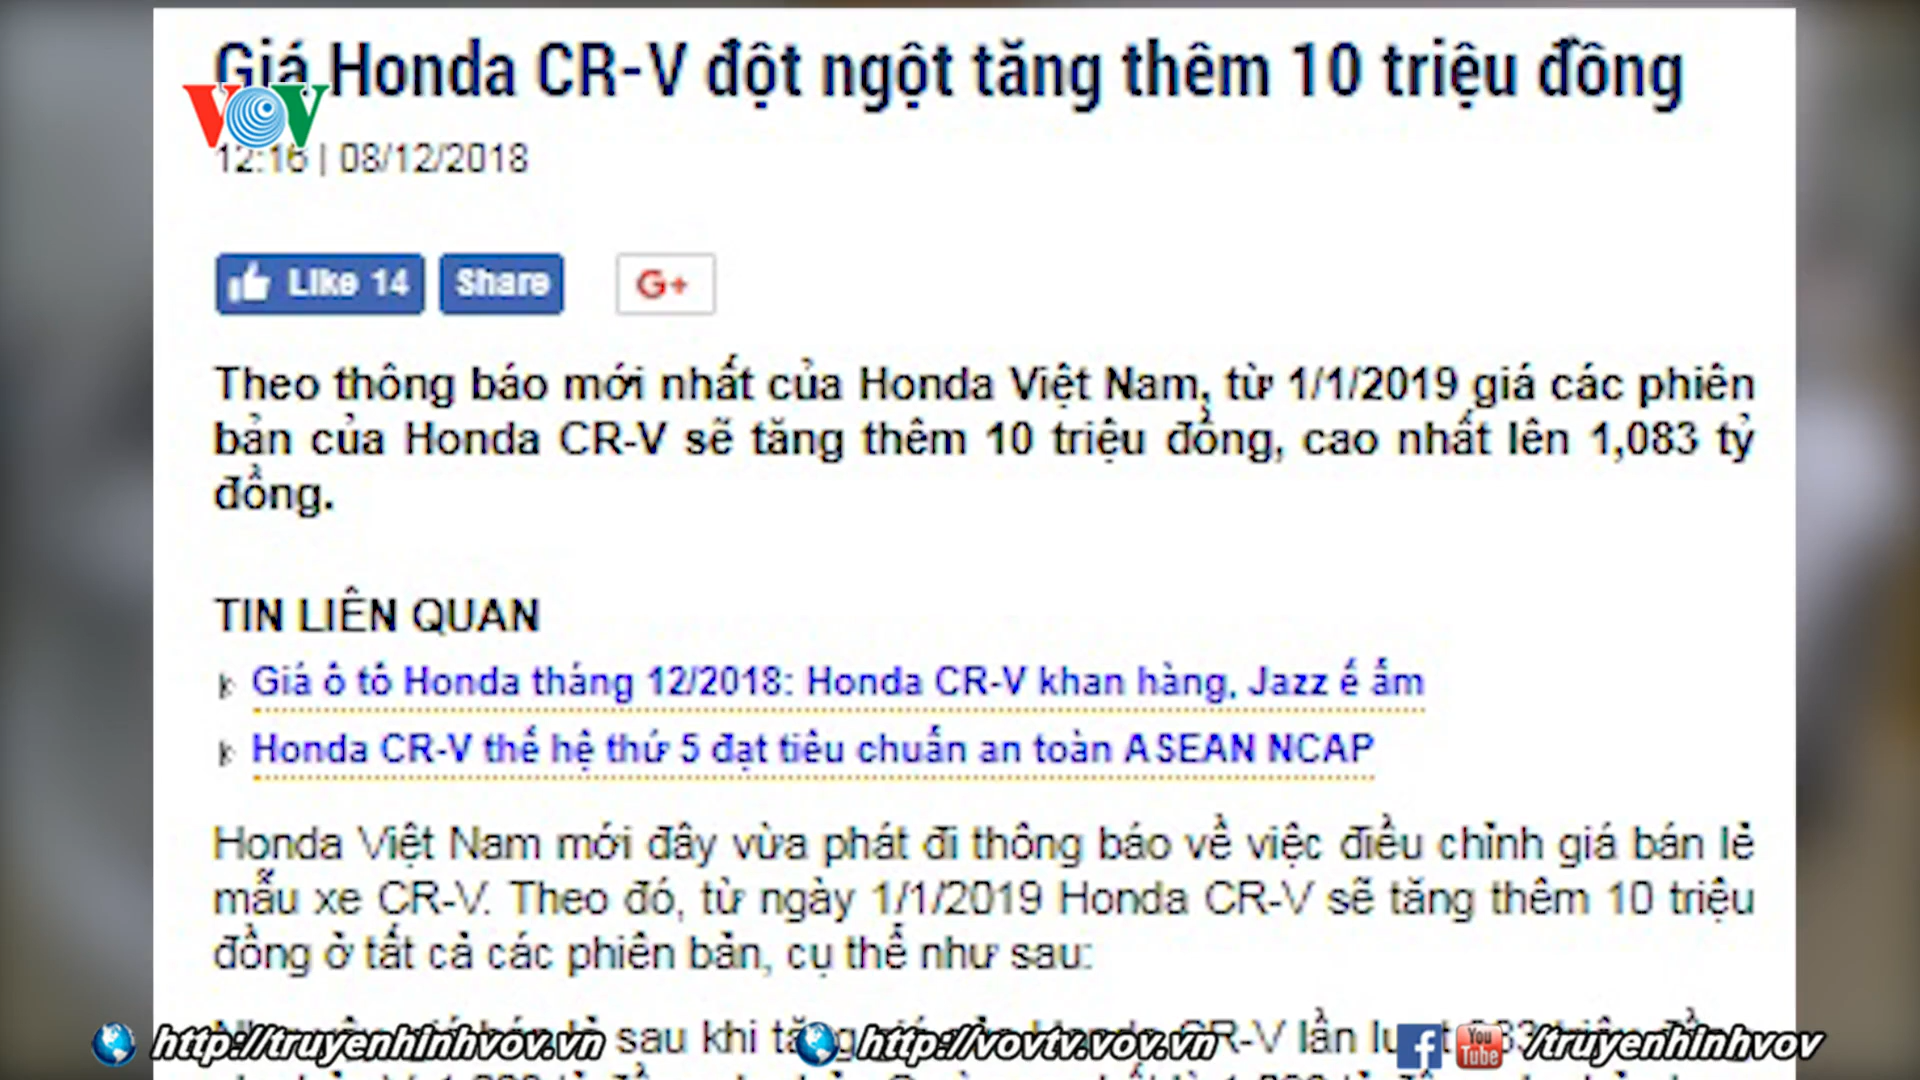 Giá Honda CR-V đột ngột tăng thêm 10 triệu đồng
VOV
12:16 | 08/12/2018
Like 14 Share G+
Theo thông báo mới nhất của Honda Việt Nam, từ 1/1/2019 giá các phiên
bản của Honda CR-V sẽ tăng thêm 10 triệu đồng, cao nhất lên 1,083 tỷ
đồng.
TIN LIÊN QUAN
Giá ô tô Honda tháng 12/2018: Honda CR-V khan hàng, Jazz ế ẩm
Honda CR-V thế hệ thứ 5 đạt tiêu chuẩn an toàn ASEAN NCAP
Honda Việt Nam mới đây vừa phát đi thông báo về việc điều chỉnh giá bán lẻ
mẫu xe CR-V. Theo đó, từ ngày 1/1/2019 Honda CR-V sẽ tăng thêm 10 triệu
đồng ở tất cả các phiên bản, cụ thể như sau:
sau khi CR-V lần
http://truyenhinhvov.vn http://vovtv.vov.vn f You Tube /truyenhinhvov